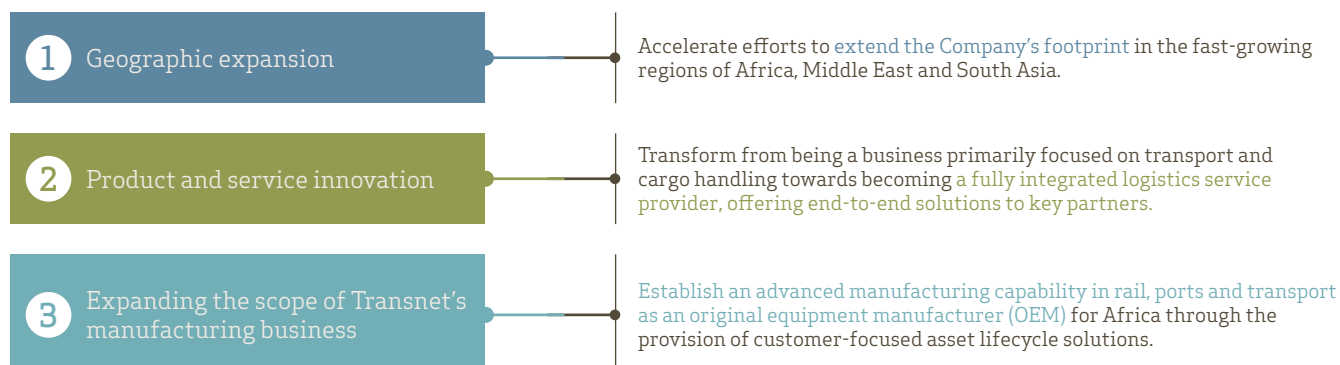 1 Geographic expansion
Accelerate efforts to extend the Company’s footprint in the fast-growing
regions of Africa, Middle East and South Asia.
2 Product and service innovation
Transform from being a business primarily focused on transport and
cargo handling towards becoming a fully integrated logistics service
provider, offering end-to-end solutions to key partners.
3 Expanding the scope of Transnet’s
manufacturing business
Establish an advanced manufacturing capability in rail, ports and transport
as an original equipment manufacturer (OEM) for Africa through the
provision of customer-focused asset lifecycle solutions.